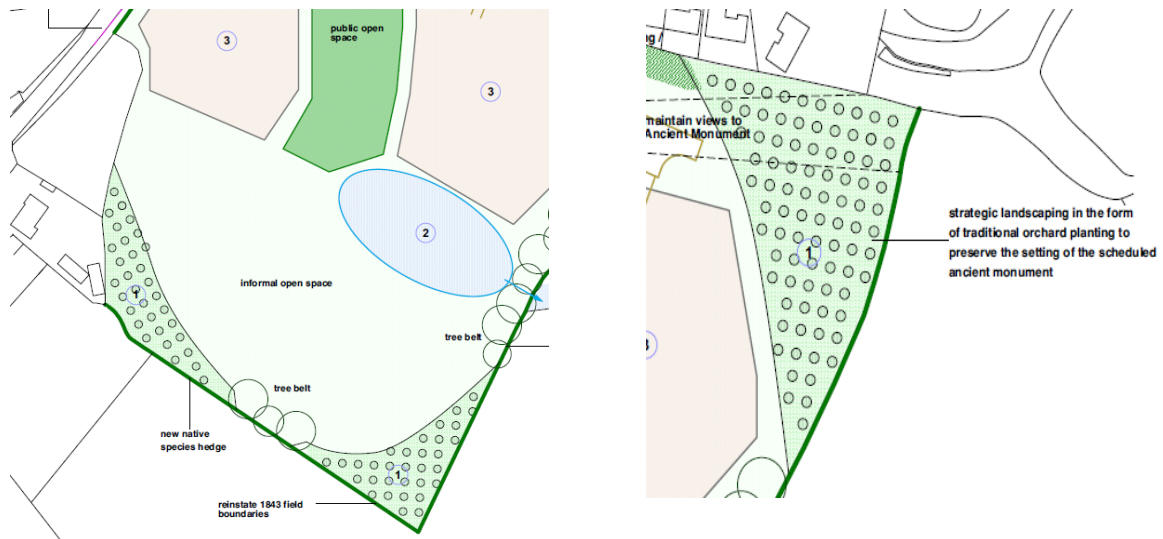 3
public open
space
3
2
informal open space
1
tree belt
tree belt
new native
species hedge
1
reinstate 1843 field
boundaries
maintain views to
Ancient Monument
1
strategic landscaping in the form
of traditional orchard planting to
preserve the setting of the scheduled
ancient monument